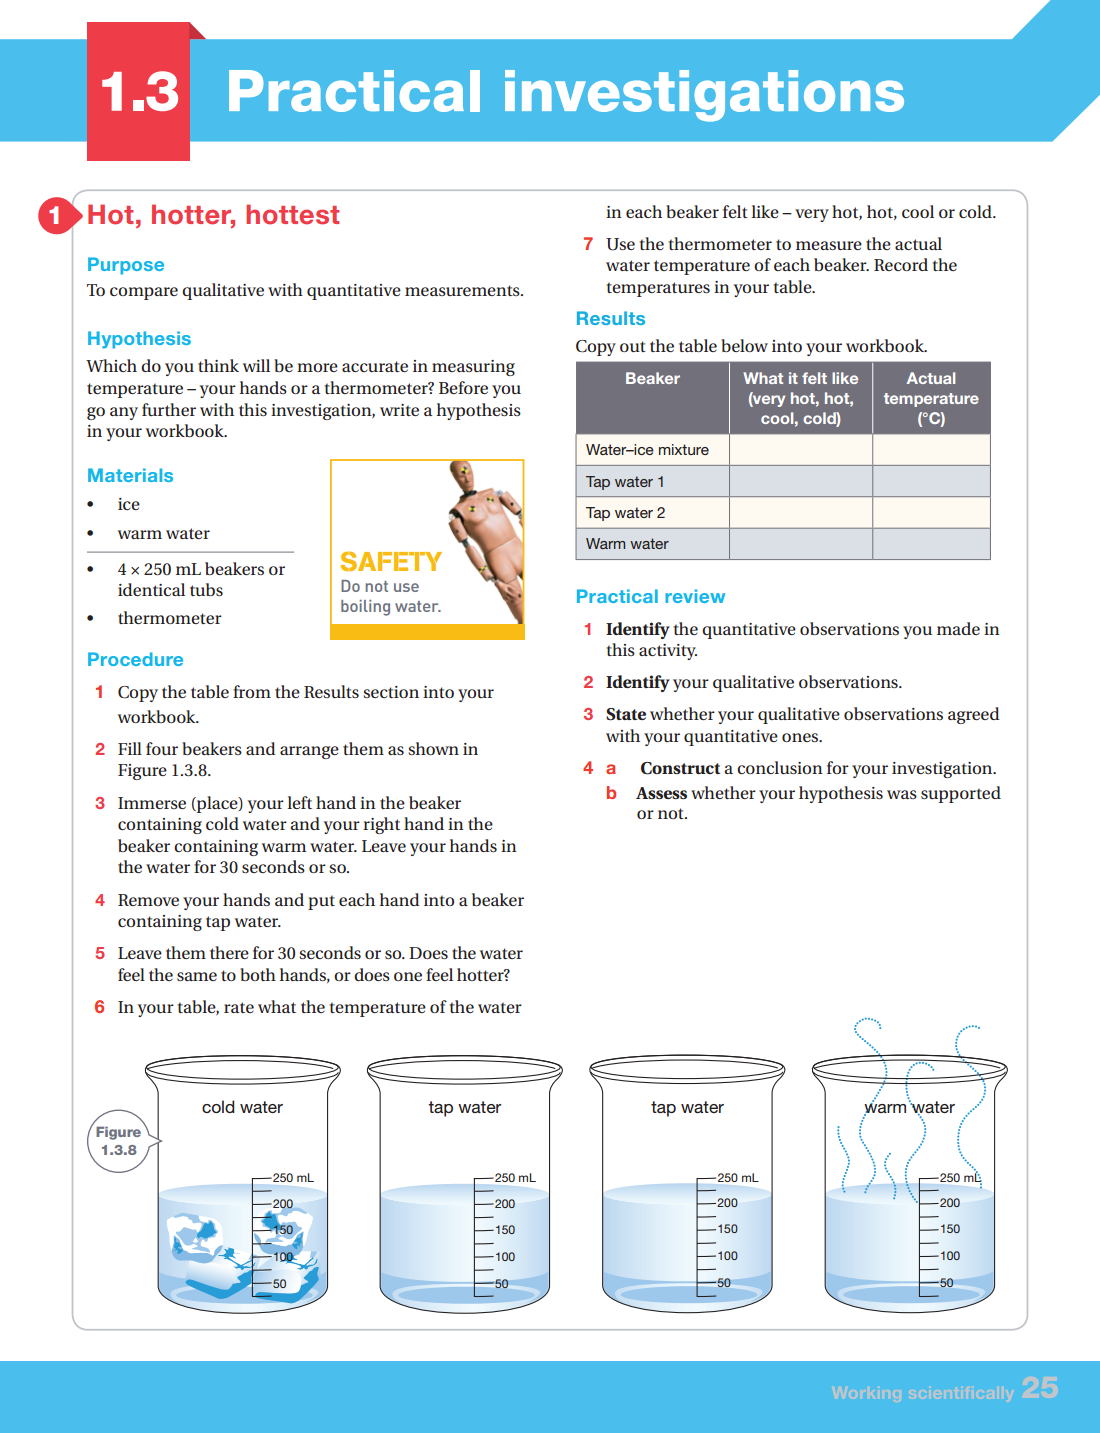 1.3 Practical investigations
1 Hot, hotter, hottest
Purpose
To compare qualitative with quantitative measurements.
Hypothesis
Which do you think will be more accurate in measuring
temperature – your hands or a thermometer? Before you
go any further with this investigation, write a hypothesis
in your workbook.
Materials
• ice
• warm water
• 4 × 250 mL beakers or
identical tubs
• thermometer
SAFETY
Do not use
boiling water.
Procedure
1 Copy the table from the Results section into your
workbook.
2 Fill four beakers and arrange them as shown in
Figure 1.3.8.
3 Immerse (place) your left hand in the beaker
containing cold water and your right hand in the
beaker containing warm water. Leave your hands in
the water for 30 seconds or so.
4 Remove your hands and put each hand into a beaker
containing tap water.
5 Leave them there for 30 seconds or so. Does the water
feel the same to both hands, or does one feel hotter?
6 In your table, rate what the temperature of the water
in each beaker felt like – very hot, hot, cool or cold.
7 Use the thermometer to measure the actual
water temperature of each beaker. Record the
temperatures in your table.
Results
Copy out the table below into your workbook.
Beaker
What it felt like
(very hot, hot,
cool, cold)
Actual
temperature
(°C)
Water–ice mixture
Tap water 1
Tap water 2
Warm water
Practical review
1 Identify the quantitative observations you made in
this activity.
2 Identify your qualitative observations.
3 State whether your qualitative observations agreed
with your quantitative ones.
4 a Construct a conclusion for your investigation.
b Assess whether your hypothesis was supported
or not.
Figure
1.3.8
cold water
250 mL
200
150
100
50
tap water
250 mL
200
150
100
50
tap water
250 mL
200
150
100
50
warm water
250 mL
200
150
100
50
Working scientifically 25